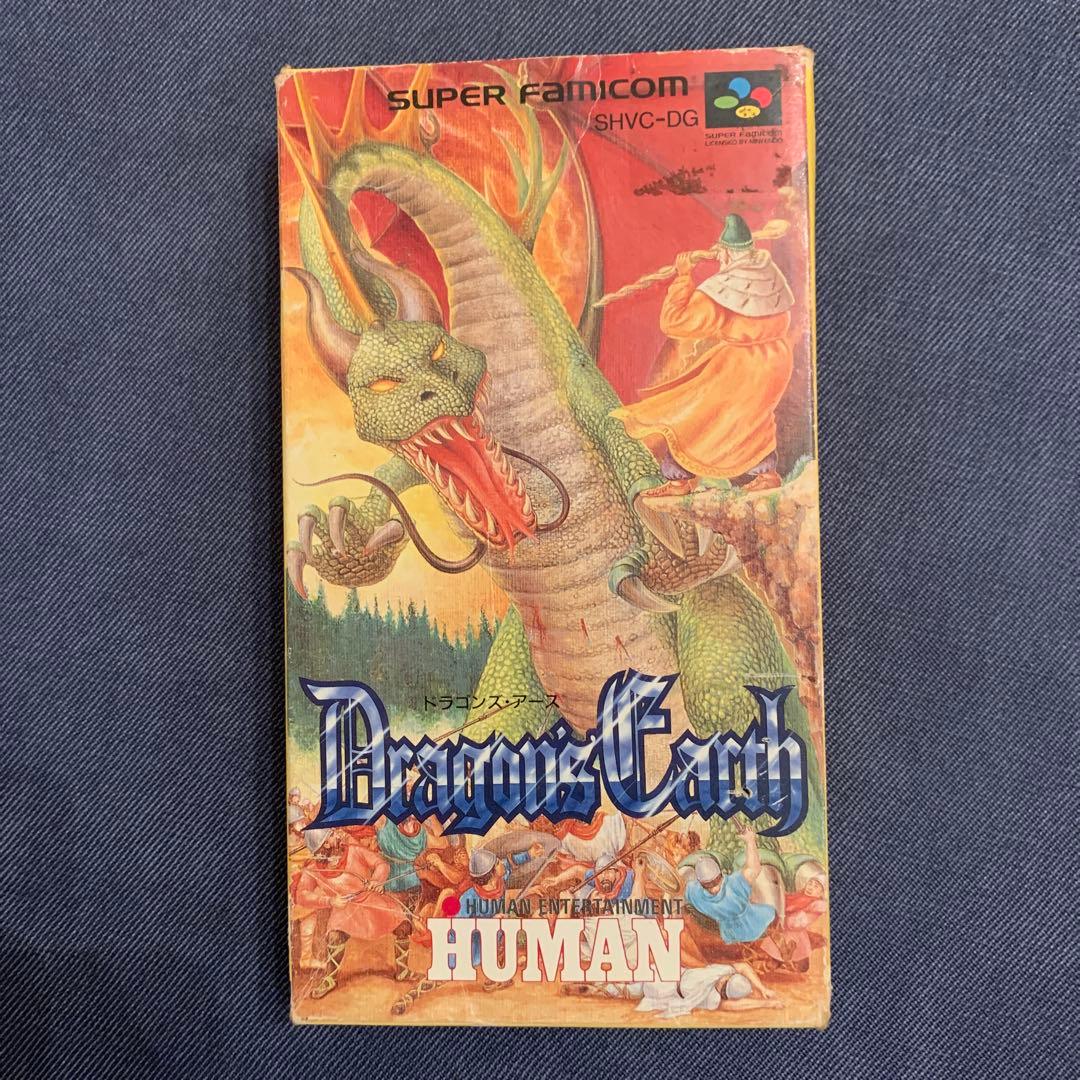 SUPER FAMICOM
SHVC-DG
SUPER FAMICOM
LICENSED BY NINTENDO
ドラゴンズ・アース
Dragon's Earth
HUMAN ENTERTAINMENT
HUMAN